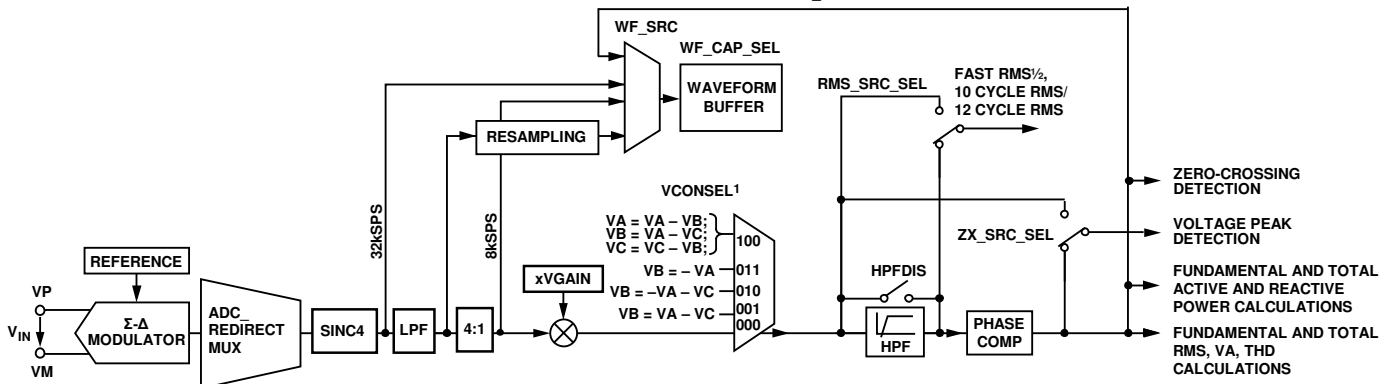 WF_SRC
WF_CAP_SEL
WAVEFORM
BUFFER
RESAMPLING
RMS_SRC_SEL
FAST RMS½,
10 CYCLE RMS/
12 CYCLE RMS
32kSPS
8kSPS
VCONSEL1
VA = VA – VB;
VB = VA – VC;
VC = VC – VB;
100
VB = – VA
011
VB = –VA – VC
010
VB = VA – VC
001
000
ZX_SRC_SEL
ZERO-CROSSING
DETECTION
VOLTAGE PEAK
DETECTION
FUNDAMENTAL AND TOTAL
ACTIVE AND REACTIVE
POWER CALCULATIONS
FUNDAMENTAL AND TOTAL
RMS, VA, THD
CALCULATIONS
REFERENCE
VP
VIN
VM
Σ-Δ
MODULATOR
ADC_
REDIRECT
MUX
SINC4
LPF
4:1
xVGAIN
HPFDIS
HPF
PHASE
COMP